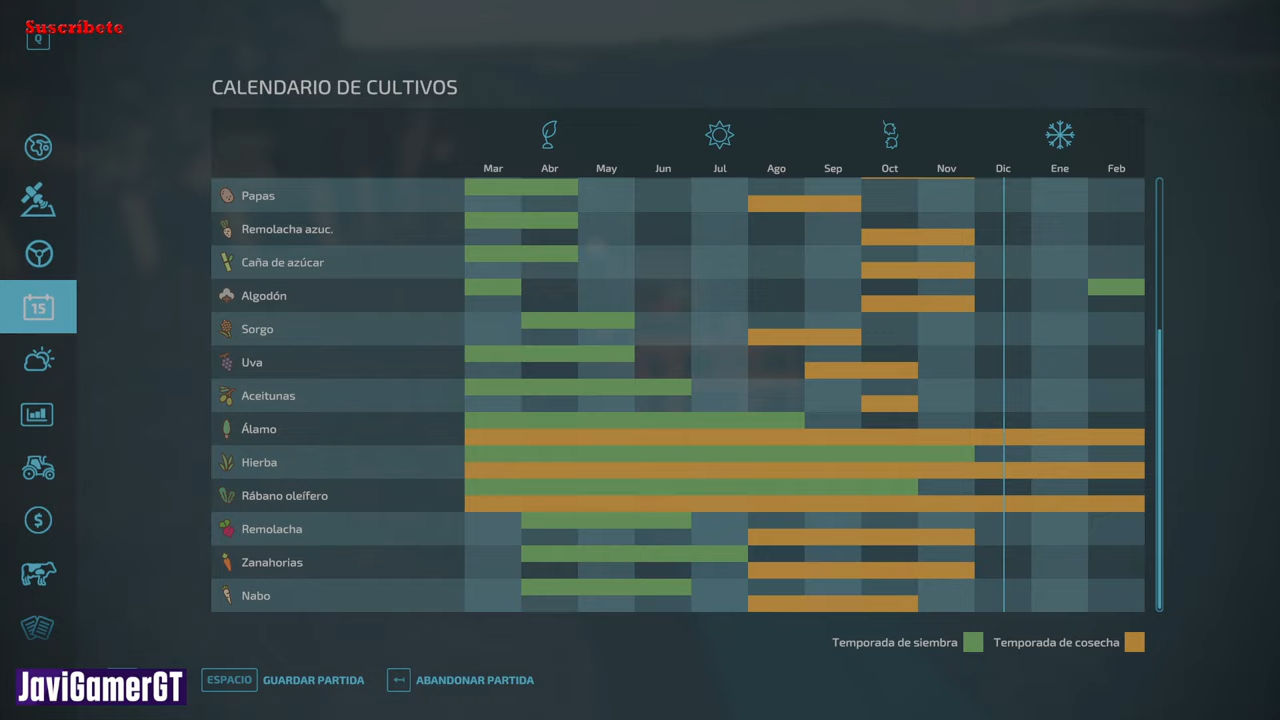 Suscríbete
Q
CALENDARIO DE CULTIVOS
Mar Abr May Jun Jul Ago Sep Oct Nov Dic Ene Feb
Papas
Remolacha azuc.
Caña de azúcar
Algodón
15
Sorgo
Uva
Aceitunas
Álamo
Hierba
Rábano oleífero
Remolacha
Zanahorias
Nabo
Temporada de siembra Temporada de cosecha
JaviGamerGT
ESPACIO GUARDAR PARTIDA ABANDONAR PARTIDA